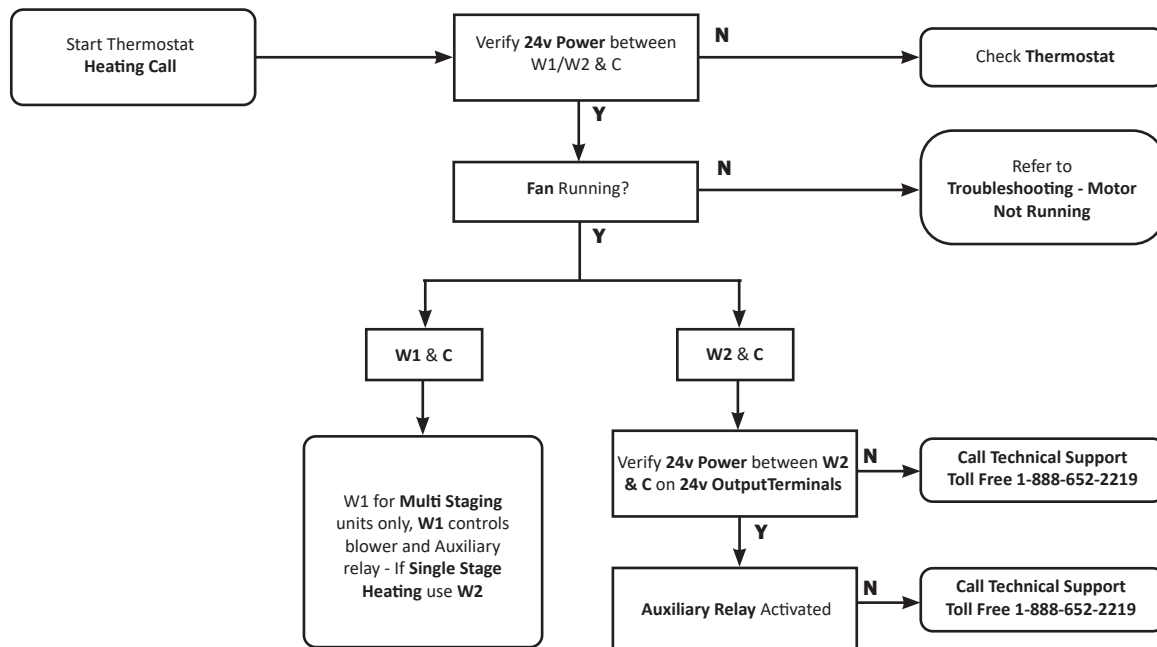 Start Thermostat
Heating Call
Verify 24v Power between
W1/W2 & C
N
Check Thermostat
Y
Fan Running?
N
Refer to
Troubleshooting - Motor
Not Running
Y
W1 & C
W2 & C
W1 for Multi Staging
units only, W1 controls
blower and Auxiliary
relay - If Single Stage
Heating use W2
Verify 24v Power between W2
& C on 24v OutputTerminals
N
Call Technical Support
Toll Free 1-888-652-2219
Y
Auxiliary Relay Activated
N
Call Technical Support
Toll Free 1-888-652-2219